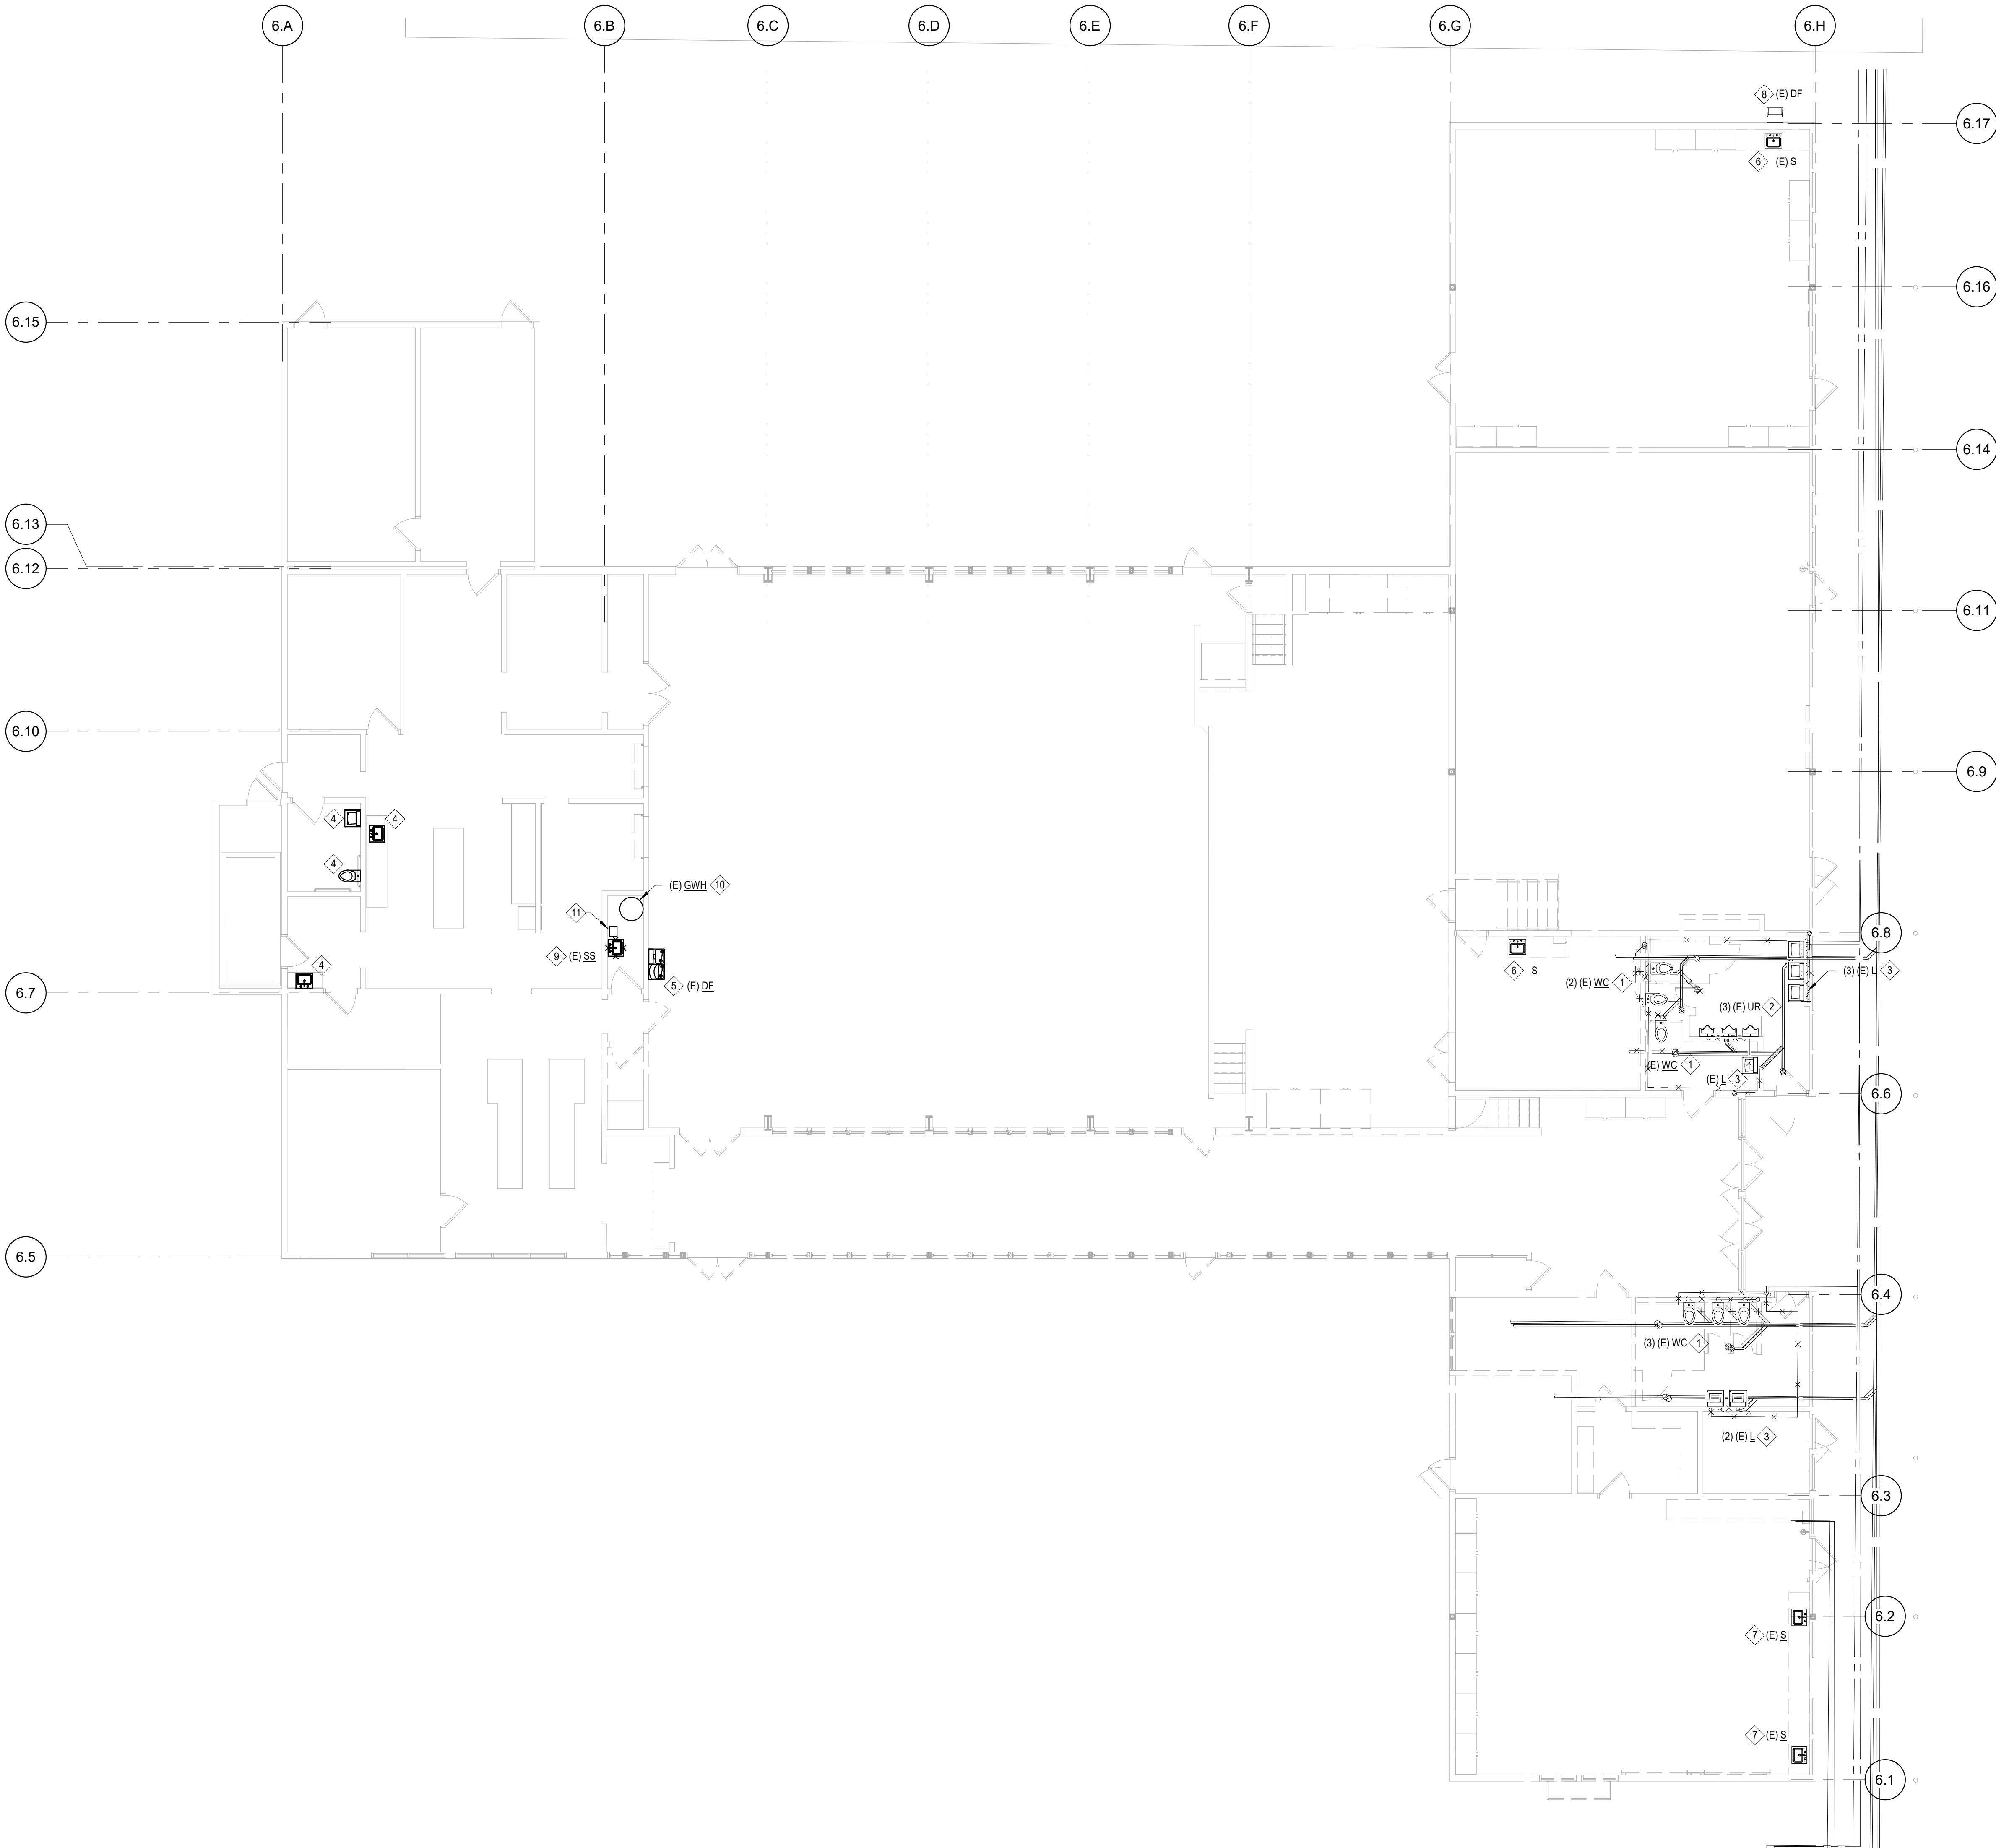 6.A
6.B
6.C
6.D
6.E
6.F
6.G
6.H
8 (E) DF
6.17
6 (E) S
6.16
6.15
6.14
6.13
6.12
6.11
6.10
6.9
4
4
4
(E) GWH 10
11
9 (E) SS
5 (E) DF
4
6.7
6.8
6 S
(2) (E) WC 1
(3) (E) L 3
(3) (E) UR 2
(E) WC 1
(E) L 3
6.6
6.5
6.4
(3) (E) WC 1
(2) (E) L 3
6.3
6.2
7 (E) S
7 (E) S
6.1